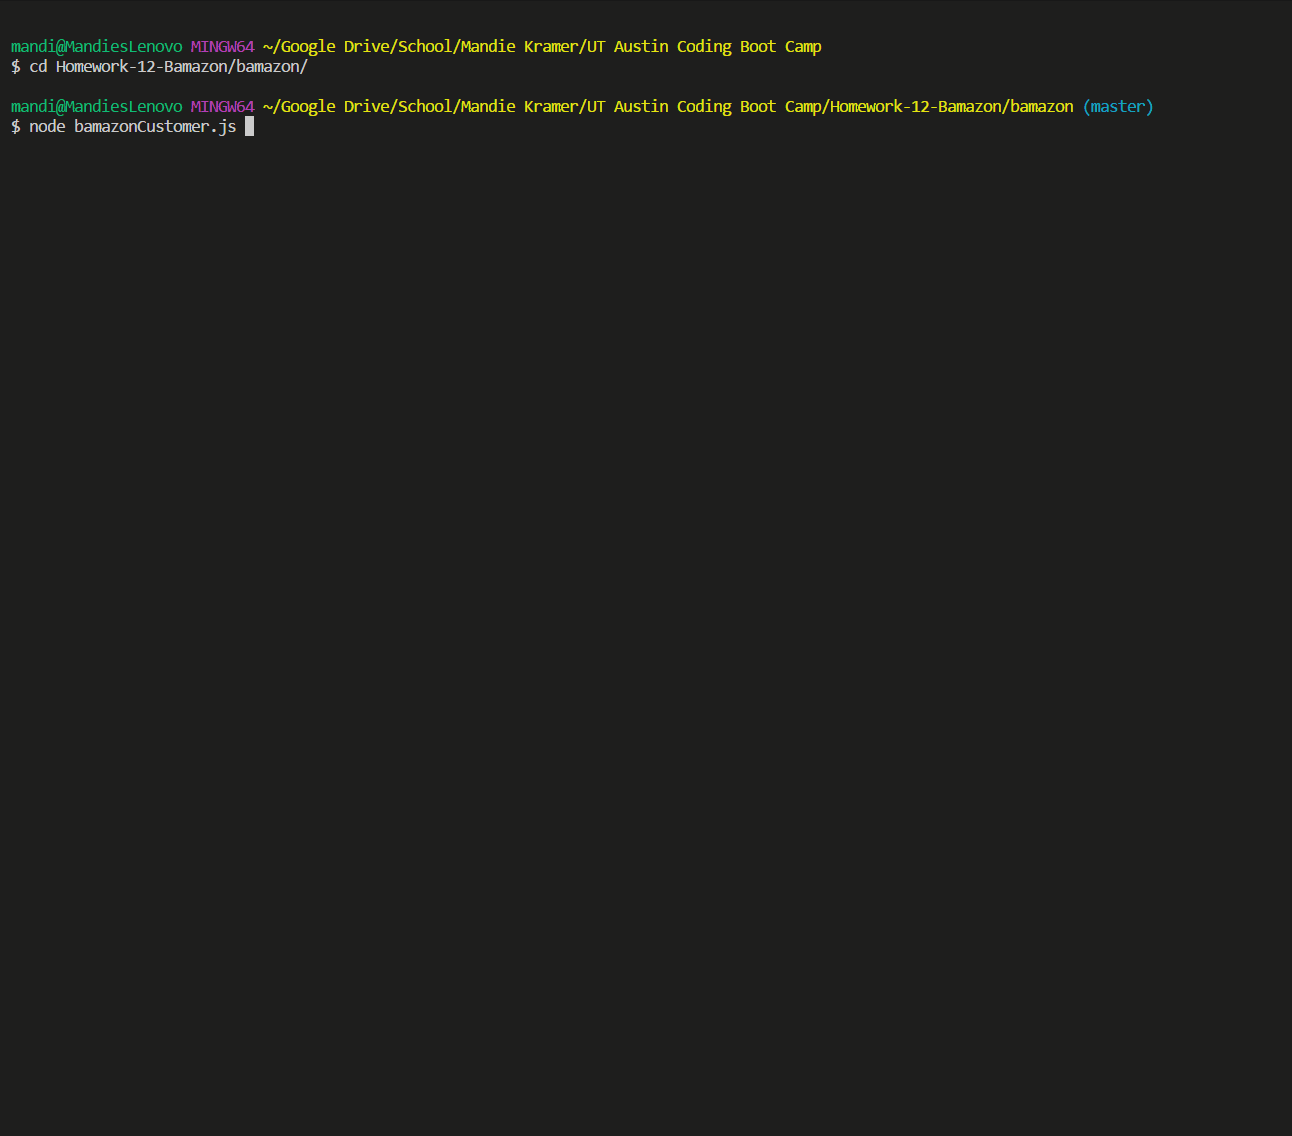 mandi@MandiesLenovo MINGW64 ~/Google Drive/School/Mandie Kramer/UT Austin Coding Boot Camp
$ cd Homework-12-Bamazon/bamazon/
mandi@MandiesLenovo MINGW64 ~/Google Drive/School/Mandie Kramer/UT Austin Coding Boot Camp/Homework-12-Bamazon/bamazon (master)
$ node bamazonCustomer.js